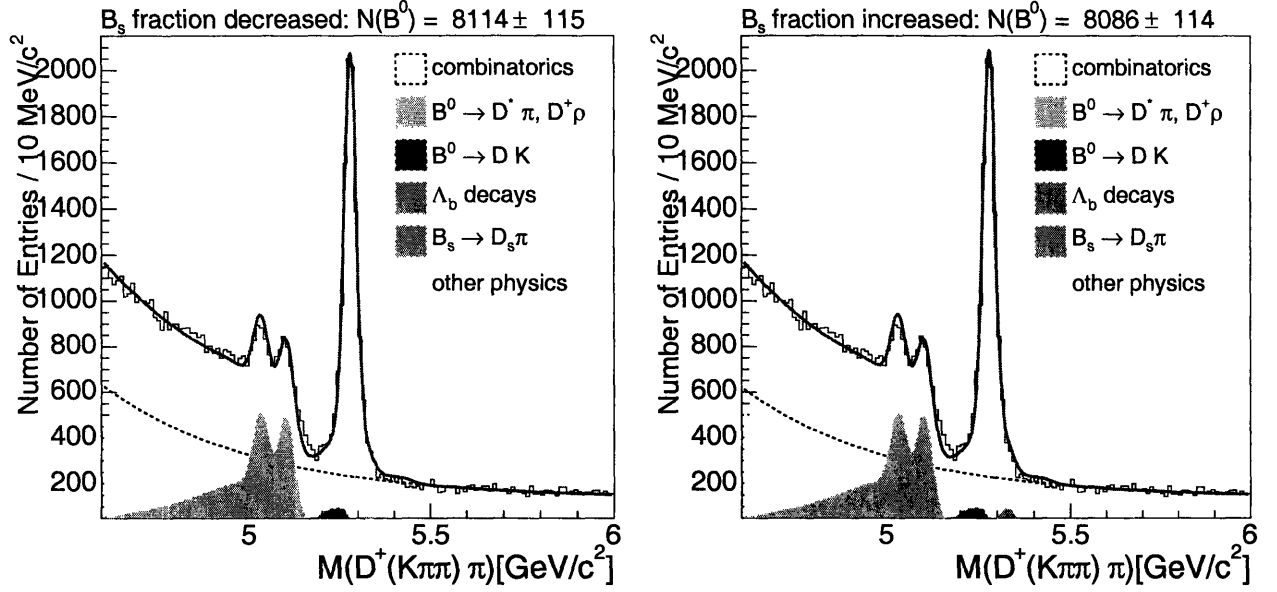 B_s fraction decreased: N(B^0) = 8114 ± 115
Number of Entries / 10 MeV/c^2
2000
1800
1600
1400
1200
1000
800
600
400
200
combinatorics
B^0 → D^* π, D^+ρ
B^0 → D K
Λ_b decays
B_s → D_sπ
other physics
5
5.5
6
M(D^+(Kππ) π)[GeV/c^2]
B_s fraction increased: N(B^0) = 8086 ± 114
Number of Entries / 10 MeV/c^2
2000
1800
1600
1400
1200
1000
800
600
400
200
combinatorics
B^0 → D^* π, D^+ρ
B^0 → D K
Λ_b decays
B_s → D_sπ
other physics
5
5.5
6
M(D^+(Kππ) π)[GeV/c^2]